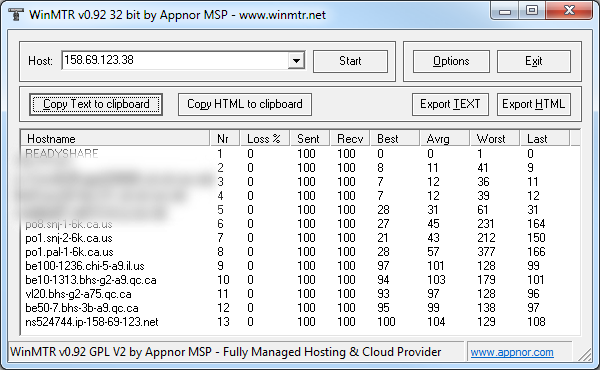 WinMTR v0.92 32 bit by Appnor MSP - www.winmtr.net
Host: 158.69.123.38 Start Options Exit
Copy Text to clipboard Copy HTML to clipboard Export TEXT Export HTML
Hostname Nr Loss % Sent Recv Best Avrg Worst Last
READYSHARE 1 0 100 100 0 0 1 0
2 0 100 100 8 11 41 9
3 0 100 100 7 12 36 11
4 0 100 100 7 12 39 12
5 0 100 100 28 31 61 31
po6.snj-1-6k.ca.us 6 0 100 100 27 45 231 164
po1.snj-2-6k.ca.us 7 0 100 100 21 43 212 150
po1.pal-1-6k.ca.us 8 0 100 100 28 57 377 166
be100-1236.chi-5-a9.il.us 9 0 100 100 97 101 128 99
be10-1313.bhs-g2-a9.qc.ca 10 0 100 100 94 103 179 101
vl20.bhs-g2-a75.qc.ca 11 0 100 100 93 97 128 96
be50-7.bhs-3b-a9.qc.ca 12 0 100 100 95 99 138 97
ns524744.ip-158-69-123.net 13 0 100 100 100 104 129 108
WinMTR v0.92 GPL V2 by Appnor MSP - Fully Managed Hosting & Cloud Provider www.appnor.com